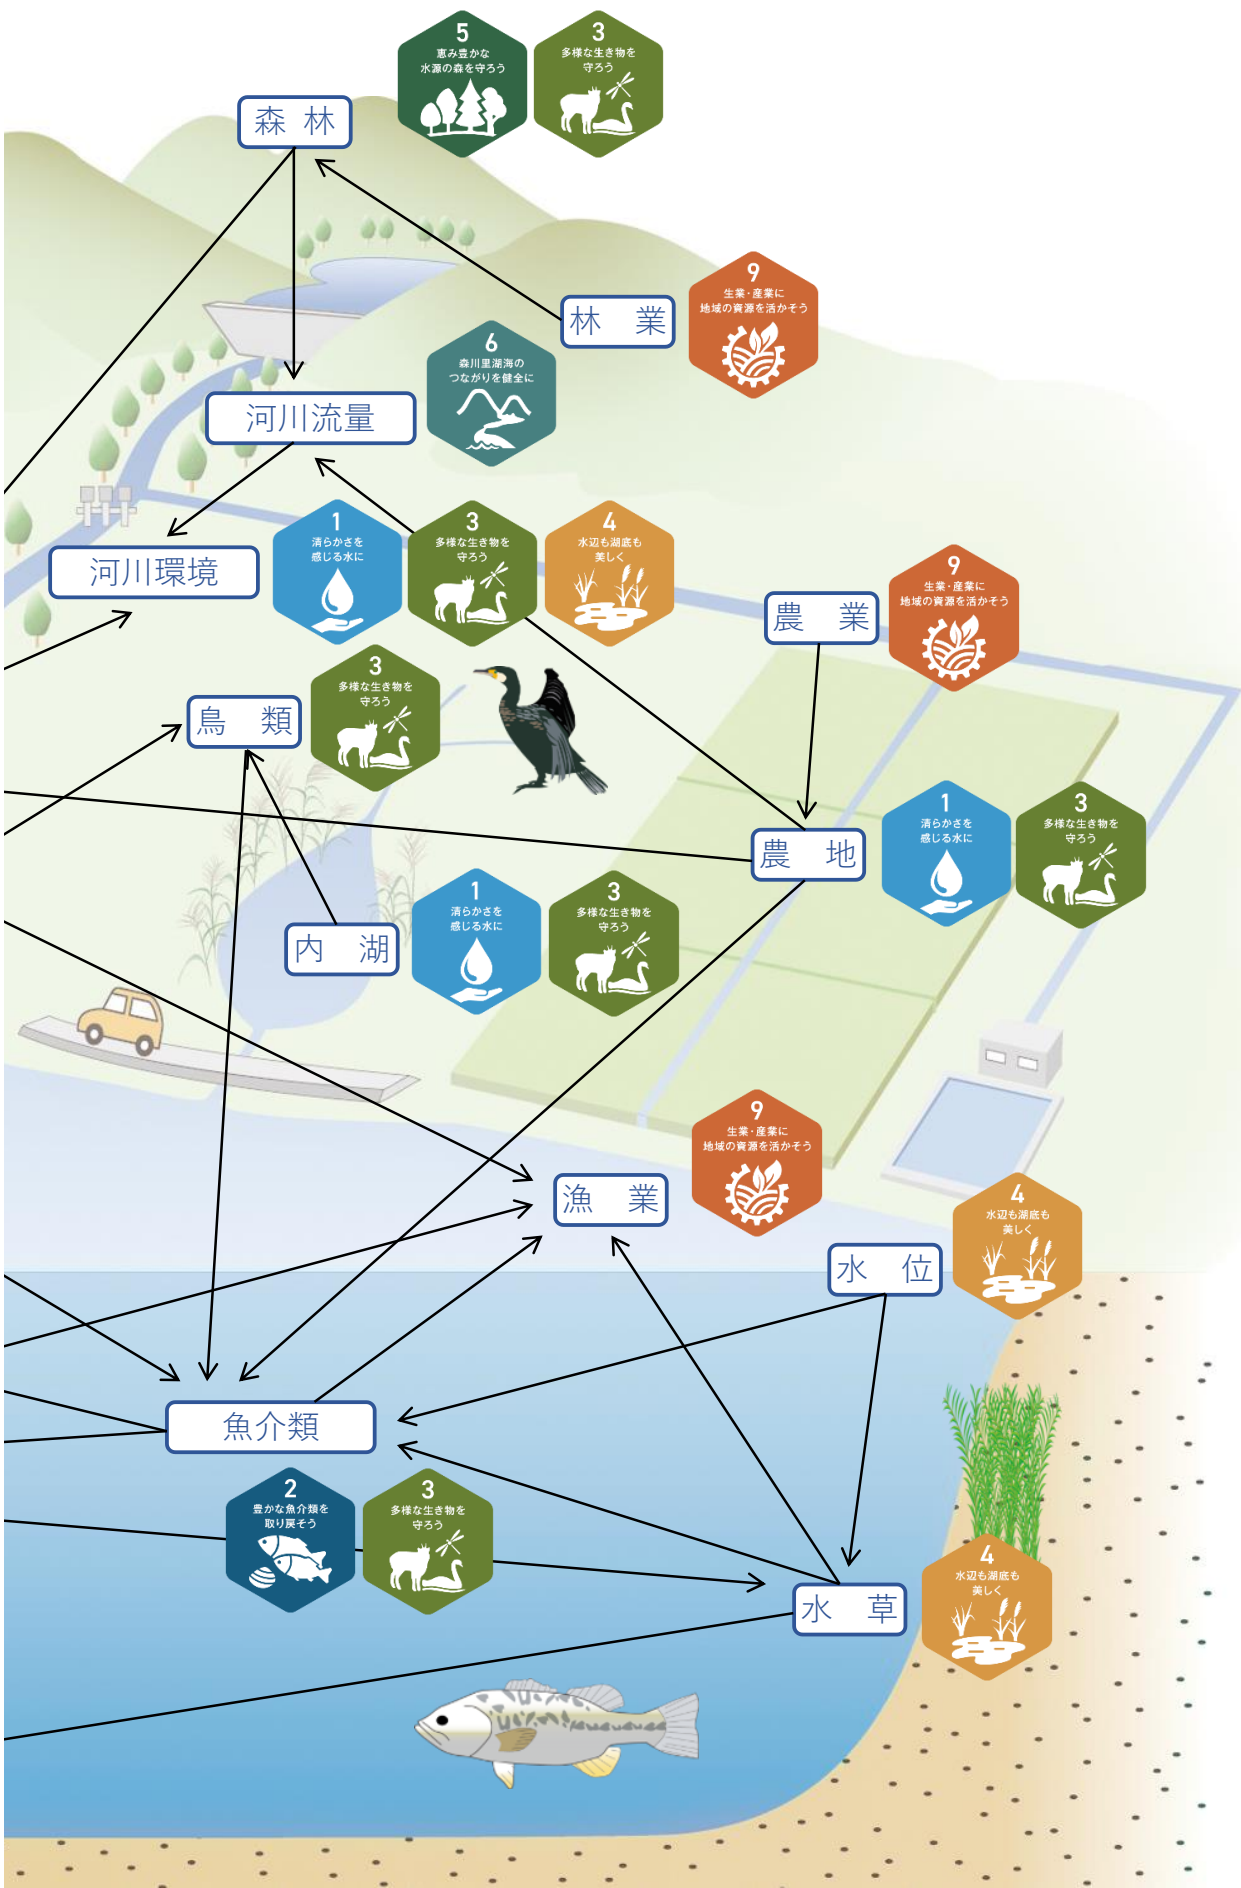 5
恵み豊かな
水源の森を守ろう
3
多様な生き物を
守ろう
森 林
9
生業・産業に
地域の資源を活かそう
林 業
6
森川里湖海の
つながりを健全に
河川流量
1
清らかさを
感じる水に
3
多様な生き物を
守ろう
4
水辺も湖底も
美しく
河川環境
9
生業・産業に
地域の資源を活かそう
農 業
3
多様な生き物を
守ろう
鳥 類
1
清らかさを
感じる水に
3
多様な生き物を
守ろう
農 地
1
清らかさを
感じる水に
3
多様な生き物を
守ろう
内 湖
9
生業・産業に
地域の資源を活かそう
漁 業
4
水辺も湖底も
美しく
水 位
魚介類
2
豊かな魚介類を
取り戻そう
3
多様な生き物を
守ろう
4
水辺も湖底も
美しく
水 草